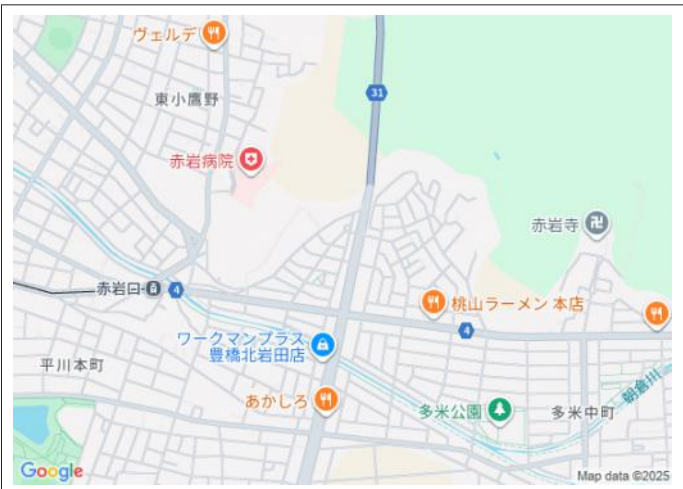 ヴェルデ
東小鷹野
31
赤岩病院
赤岩寺
赤岩口
4
桃山ラーメン 本店
4
ワークマンプラス
豊橋北岩田店
平川本町
朝倉川
あかしろ
多米公園
多米中町
Google
Map data ©2025